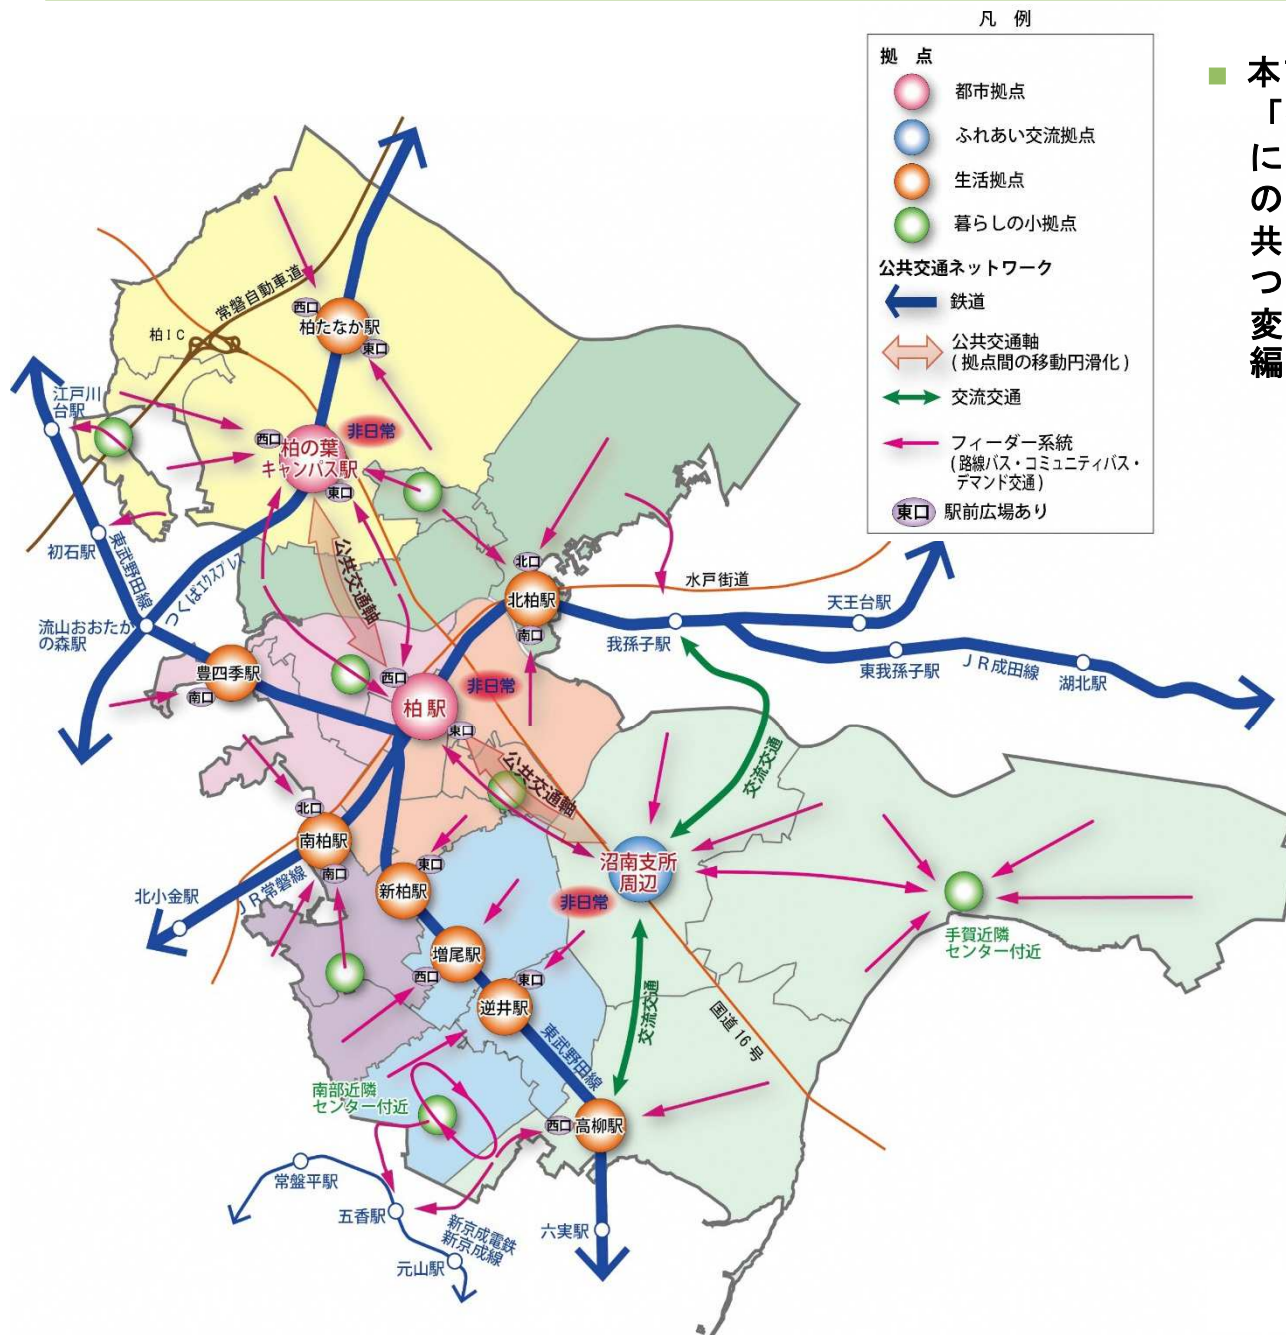 凡 例
拠 点
都市拠点
ふれあい交流拠点
生活拠点
暮らしの小拠点
公共交通ネットワーク
鉄道
公共交通軸
(拠点間の移動円滑化)
交流交通
フィーダー系統
(路線バス・コミュニティバス・
デマンド交通)
東口
駅前広場あり
■ 本
「
に
の
共
つ
変
編
常磐自動車道
柏IC
西口
柏たなか駅
東口
江戸川
台駅
西口
柏の葉
キャンパス駅
東口
非日常
初石駅
東武野田線
つくばエクスプレス
公共交通軸
流山おおたか
の森駅
北口
北柏駅
南口
水戸街道
我孫子駅
天王台駅
東我孫子駅
JR成田線
湖北駅
豊四季駅
南口
西口
柏駅
東口
非日常
公共交通軸
交流交通
北口
南柏駅
南口
JR常磐線
北小金駅
東口
新柏駅
沼南支所
周辺
非日常
手賀近隣
センター付近
増尾駅
西口
東口
逆井駅
東武野田線
交流交通
国道16号
南部近隣
センター付近
西口
高柳駅
常盤平駅
五香駅
新京成電鉄
新京成線
元山駅
六実駅